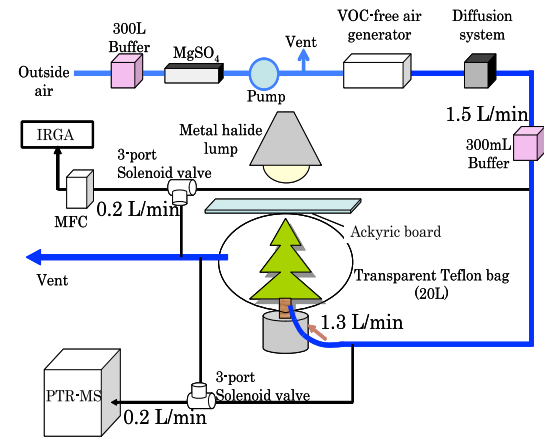 300L
Buffer
MgSO4
Vent
VOC-free air
generator
Diffusion
system
Outside
air
Pump
1.5 L/min
IRGA
Metal halide
lump
300mL
Buffer
3-port
Solenoid valve
MFC
0.2 L/min
Ackyric board
Vent
Transparent Teflon bag
(20L)
1.3 L/min
3-port
Solenoid valve
PTR-MS
0.2 L/min